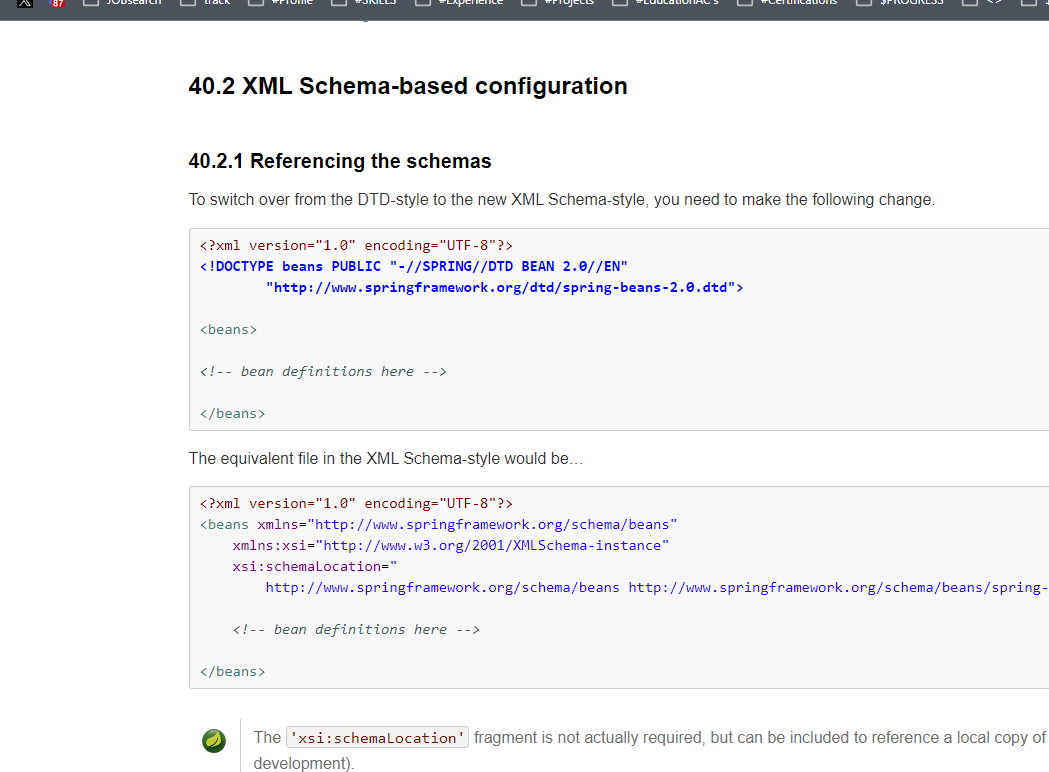 87 JObsearch track #Profile #SKILLS #Experience #Projects #EducationAC's #Certifications $PROGRESS <>
40.2 XML Schema-based configuration
40.2.1 Referencing the schemas
To switch over from the DTD-style to the new XML Schema-style, you need to make the following change.
<?xml version="1.0" encoding="UTF-8"?>
<!DOCTYPE beans PUBLIC "-//SPRING//DTD BEAN 2.0//EN"
"http://www.springframework.org/dtd/spring-beans-2.0.dtd">
<beans>
<!-- bean definitions here -->
</beans>
The equivalent file in the XML Schema-style would be…
<?xml version="1.0" encoding="UTF-8"?>
<beans xmlns="http://www.springframework.org/schema/beans"
xmlns:xsi="http://www.w3.org/2001/XMLSchema-instance"
xsi:schemaLocation="
http://www.springframework.org/schema/beans http://www.springframework.org/schema/beans/spring-
<!-- bean definitions here -->
</beans>
The 'xsi:schemaLocation' fragment is not actually required, but can be included to reference a local copy of
development).